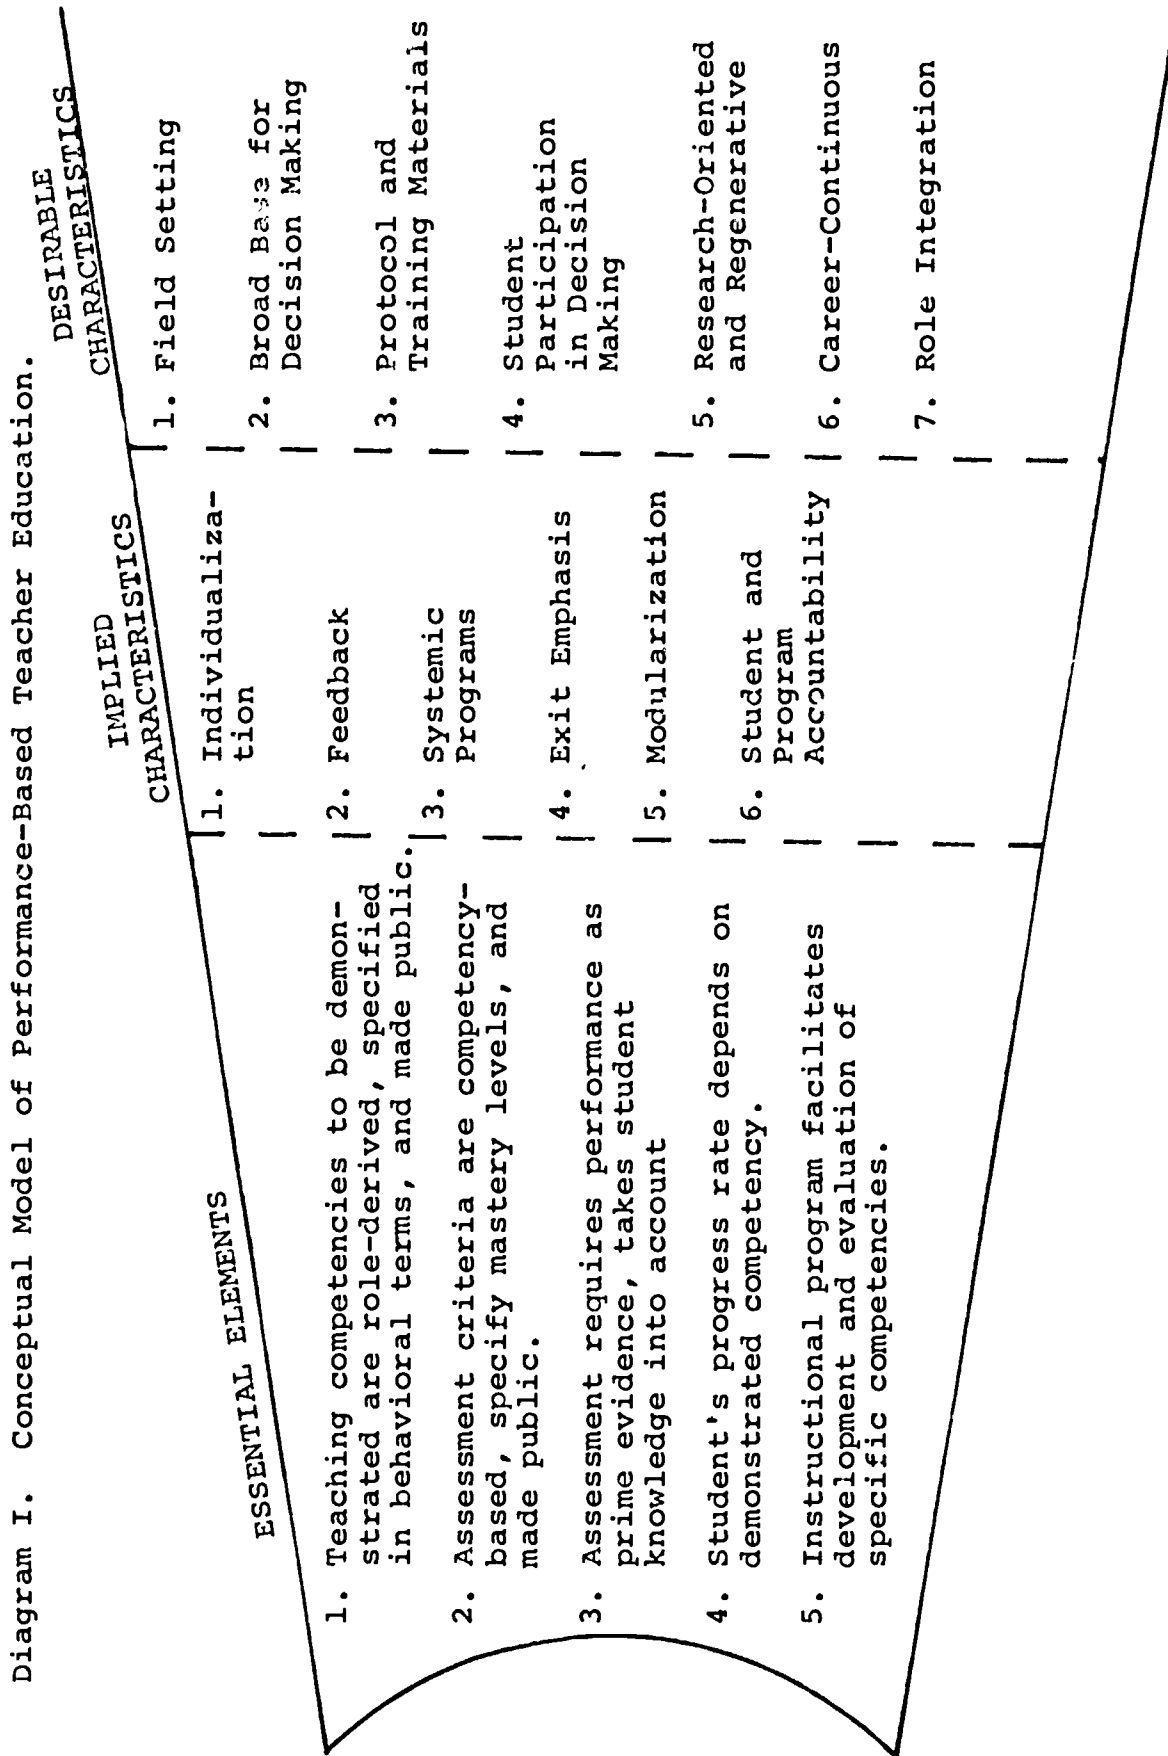 Diagram I. Conceptual Model of Performance-Based Teacher Education.
ESSENTIAL ELEMENTS
1. Teaching competencies to be demon-
strated are role-derived, specified
in behavioral terms, and made public.
2. Assessment criteria are competency-
based, specify mastery levels, and
made public.
3. Assessment requires performance as
prime evidence, takes student
knowledge into account
4. Student's progress rate depends on
demonstrated competency.
5. Instructional program facilitates
development and evaluation of
specific competencies.
IMPLIED
CHARACTERISTICS
1. Individualiza-
tion
2. Feedback
3. Systemic
Programs
4. Exit Emphasis
5. Modularization
6. Student and
Program
Accountability
DESIRABLE
CHARACTERISTICS
1. Field Setting
2. Broad Base for
Decision Making
3. Protocol and
Training Materials
4. Student
Participation
in Decision
Making
5. Research-Oriented
and Regenerative
6. Career-Continuous
7. Role Integration